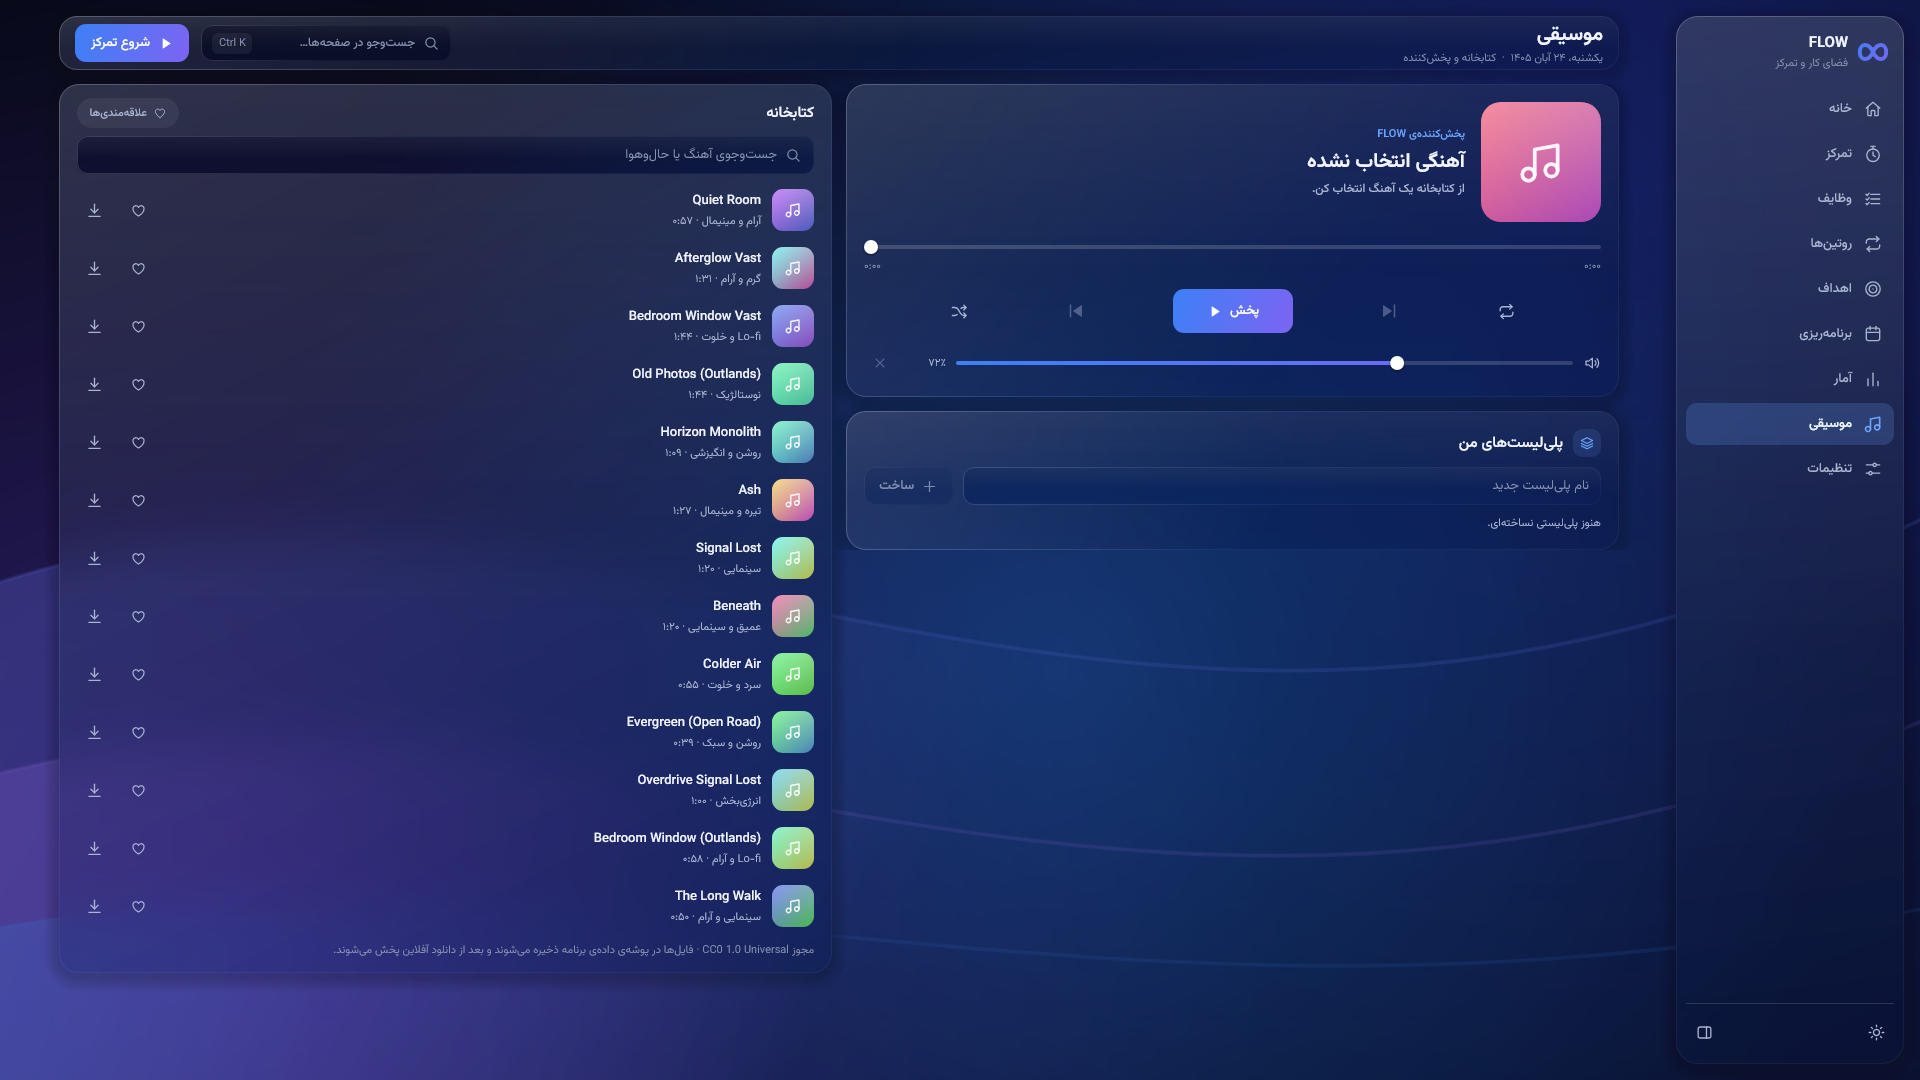 FLOW
فضای کار و تمرکز
خانه
تمرکز
وظایف
روتین‌ها
اهداف
برنامه‌ریزی
آمار
موسیقی
تنظیمات
موسیقی
یکشنبه، ۲۴ آبان ۱۴۰۵ · کتابخانه و پخش‌کننده
جست‌وجو در صفحه‌ها...
Ctrl K
شروع تمرکز
پخش‌کننده‌ی FLOW
آهنگی انتخاب نشده
از کتابخانه یک آهنگ انتخاب کن.
۰:۰۰
۰:۰۰
پخش
۷۲٪
پلی‌لیست‌های من
نام پلی‌لیست جدید
ساخت
هنوز پلی‌لیستی نساخته‌ای.
کتابخانه
علاقه‌مندی‌ها
جست‌وجوی آهنگ یا حال‌وهوا
Quiet Room
آرام و مینیمال · ۰:۵۷
Afterglow Vast
گرم و آرام · ۱:۳۱
Bedroom Window Vast
Lo-fi و خلوت · ۱:۴۴
Old Photos (Outlands)
نوستالژیک · ۱:۴۴
Horizon Monolith
روشن و انگیزشی · ۱:۰۹
Ash
تیره و مینیمال · ۱:۲۷
Signal Lost
سینمایی · ۱:۲۰
Beneath
عمیق و سینمایی · ۱:۲۰
Colder Air
سرد و خلوت · ۰:۵۵
Evergreen (Open Road)
روشن و سبک · ۰:۳۹
Overdrive Signal Lost
انرژی‌بخش · ۱:۰۰
Bedroom Window (Outlands)
Lo-fi و آرام · ۰:۵۸
The Long Walk
سینمایی و آرام · ۰:۵۰
مجوز CC0 1.0 Universal · فایل‌ها در پوشه‌ی داده‌ی برنامه ذخیره می‌شوند و بعد از دانلود آفلاین پخش می‌شوند.